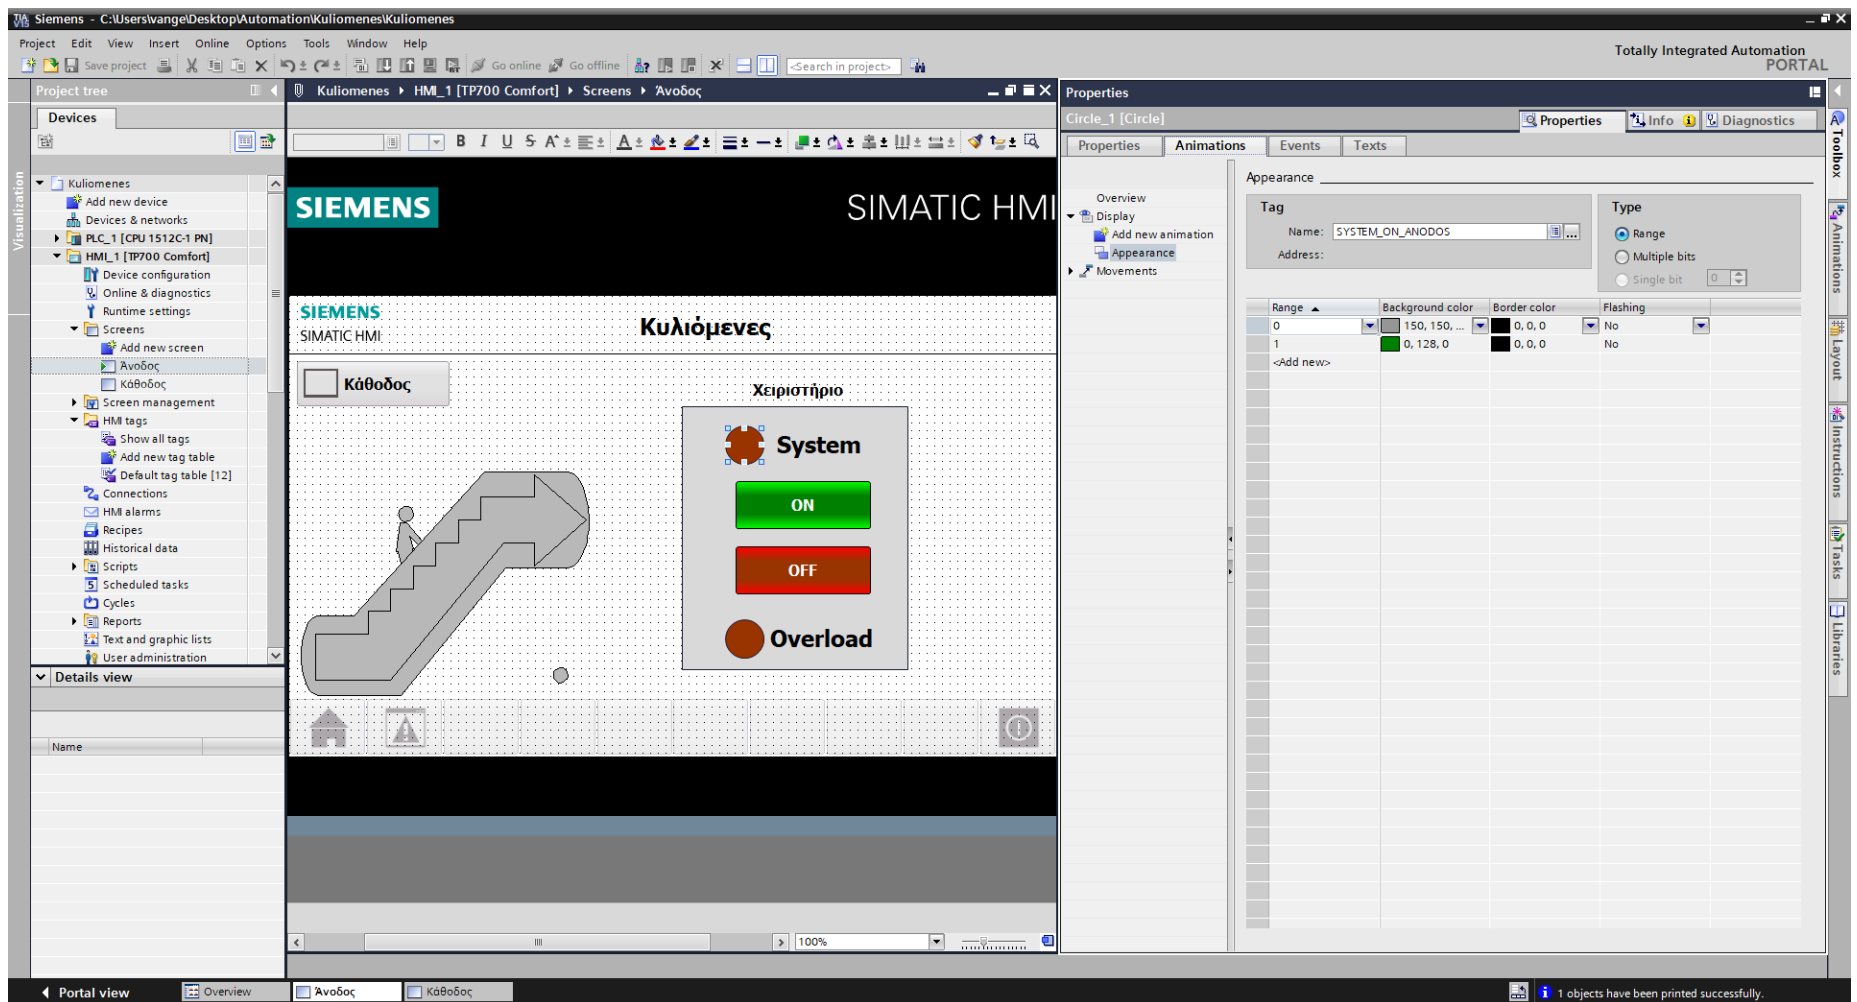 Siemens - C:\Users\vange\Desktop\Automation\Kuliomenes\Kuliomenes
Project Edit View Insert Online Options Tools Window Help
Save project
Go online
Go offline
<Search in project>
Totally Integrated Automation
PORTAL
Project tree
Devices
Visualization
Kuliomenes
Add new device
Devices & networks
PLC_1 [CPU 1512C-1 PN]
HMI_1 [TP700 Comfort]
Device configuration
Online & diagnostics
Runtime settings
Screens
Add new screen
Άνοδος
Κάθοδος
Screen management
HMI tags
Show all tags
Add new tag table
Default tag table [12]
Connections
HMI alarms
Recipes
Historical data
Scripts
Scheduled tasks
Cycles
Reports
Text and graphic lists
User administration
Details view
Name
Kuliomenes HMI_1 [TP700 Comfort] Screens Άνοδος
SIEMENS
SIMATIC HMI
SIEMENS
SIMATIC HMI
Κυλιόμενες
Κάθοδος
Χειριστήριο
System
ON
OFF
Overload
100%
Properties
Circle_1 [Circle]
Properties Info Diagnostics
Properties Animations Events Texts
Overview
Display
Add new animation
Appearance
Movements
Appearance
Tag
Name: SYSTEM_ON_ANODOS
Address:
Type
Range
Multiple bits
Single bit 0
Range Background color Border color Flashing
0 150, 150, ... 0, 0, 0 No
1 0, 128, 0 0, 0, 0 No
<Add new>
Toolbox
Animations
Layout
Instructions
Tasks
Libraries
Portal view
Overview
Άνοδος
Κάθοδος
1 objects have been printed successfully.